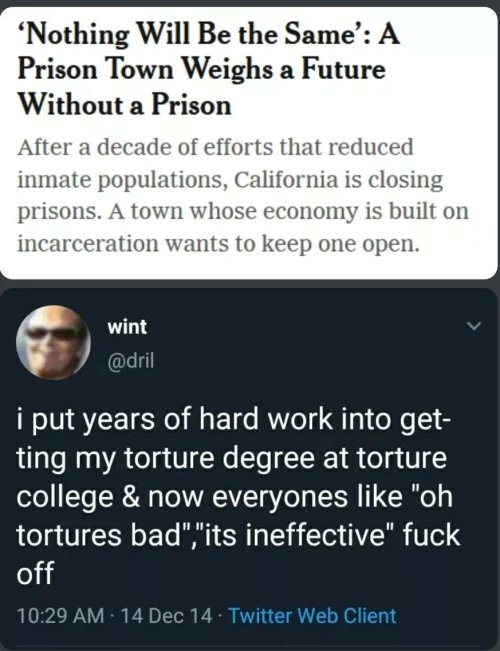 ‘Nothing Will Be the Same’: A
Prison Town Weighs a Future
Without a Prison
After a decade of efforts that reduced
inmate populations, California is closing
prisons. A town whose economy is built on
incarceration wants to keep one open.
wint
@dril
i put years of hard work into get-
ting my torture degree at torture
college & now everyones like "oh
tortures bad","its ineffective" fuck
off
10:29 AM · 14 Dec 14 · Twitter Web Client